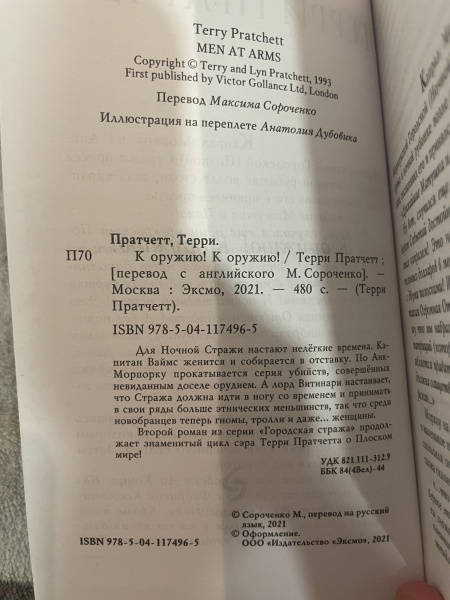 Terry Pratchett
MEN AT ARMS
Copyright © Terry and Lyn Pratchett, 1993
First published by Victor Gollancz Ltd, London
Перевод Максима Сороченко
Иллюстрация на переплете Анатолия Дубовика
Пратчетт, Терри.
П70 К оружию! К оружию! / Терри Пратчетт ;
[перевод с английского М. Сороченко]. —
Москва : Эксмо, 2021. — 480 с. — (Терри
Пратчетт).
ISBN 978-5-04-117496-5
Для Ночной Стражи настают нелёгкие времена. Ка-
питан Ваймс женится и собирается в отставку. По Анк-
Морпорку прокатывается серия убийств, совершённых
невиданным доселе орудием. А лорд Витинари настаивает,
что Стража должна идти в ногу со временем и принимать
в свои ряды больше этнических меньшинств, так что среди
новобранцев теперь гномы, тролли и даже... женщины.
Второй роман из серии «Городская стража» продол-
жает знаменитый цикл сэра Терри Пратчетта о Плоском
мире!
УДК 821.111-312.9
ББК 84(4Вел)-44
© Сороченко М., перевод на русский
язык, 2021
© Оформление.
ISBN 978-5-04-117496-5 ООО «Издательство «Эксмо», 2021